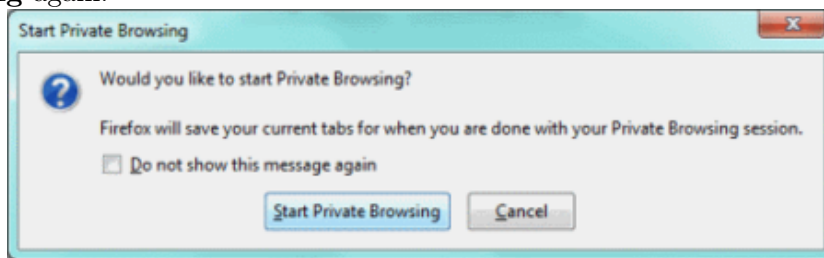 again.
Start Private Browsing
Would you like to start Private Browsing?
Firefox will save your current tabs for when you are done with your Private Browsing session.
Do not show this message again
Start Private Browsing
Cancel